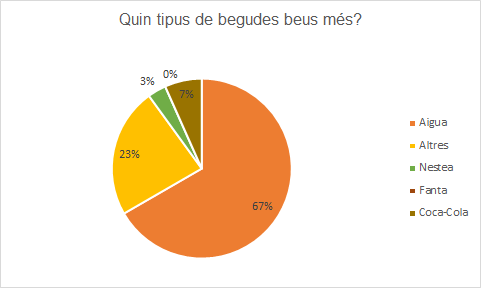 Quin tipus de begudes beus més?
0%
3%
7%
23%
67%
Aigua
Altres
Nestea
Fanta
Coca-Cola